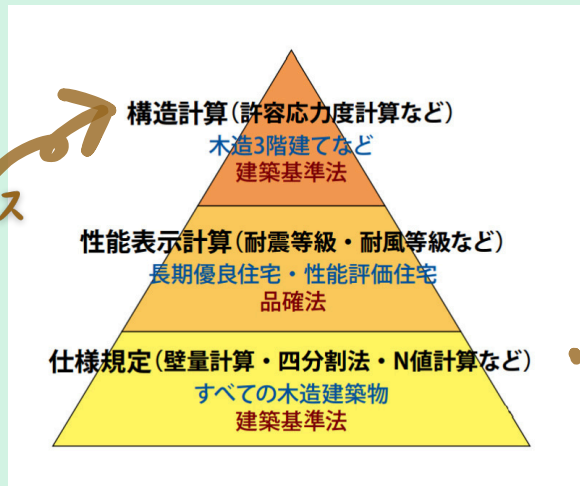 構造計算（許容応力度計算など）
木造3階建てなど
建築基準法
ス
性能表示計算（耐震等級・耐風等級など）
長期優良住宅・性能評価住宅
品確法
仕様規定（壁量計算・四分割法・N値計算など）
すべての木造建築物
建築基準法